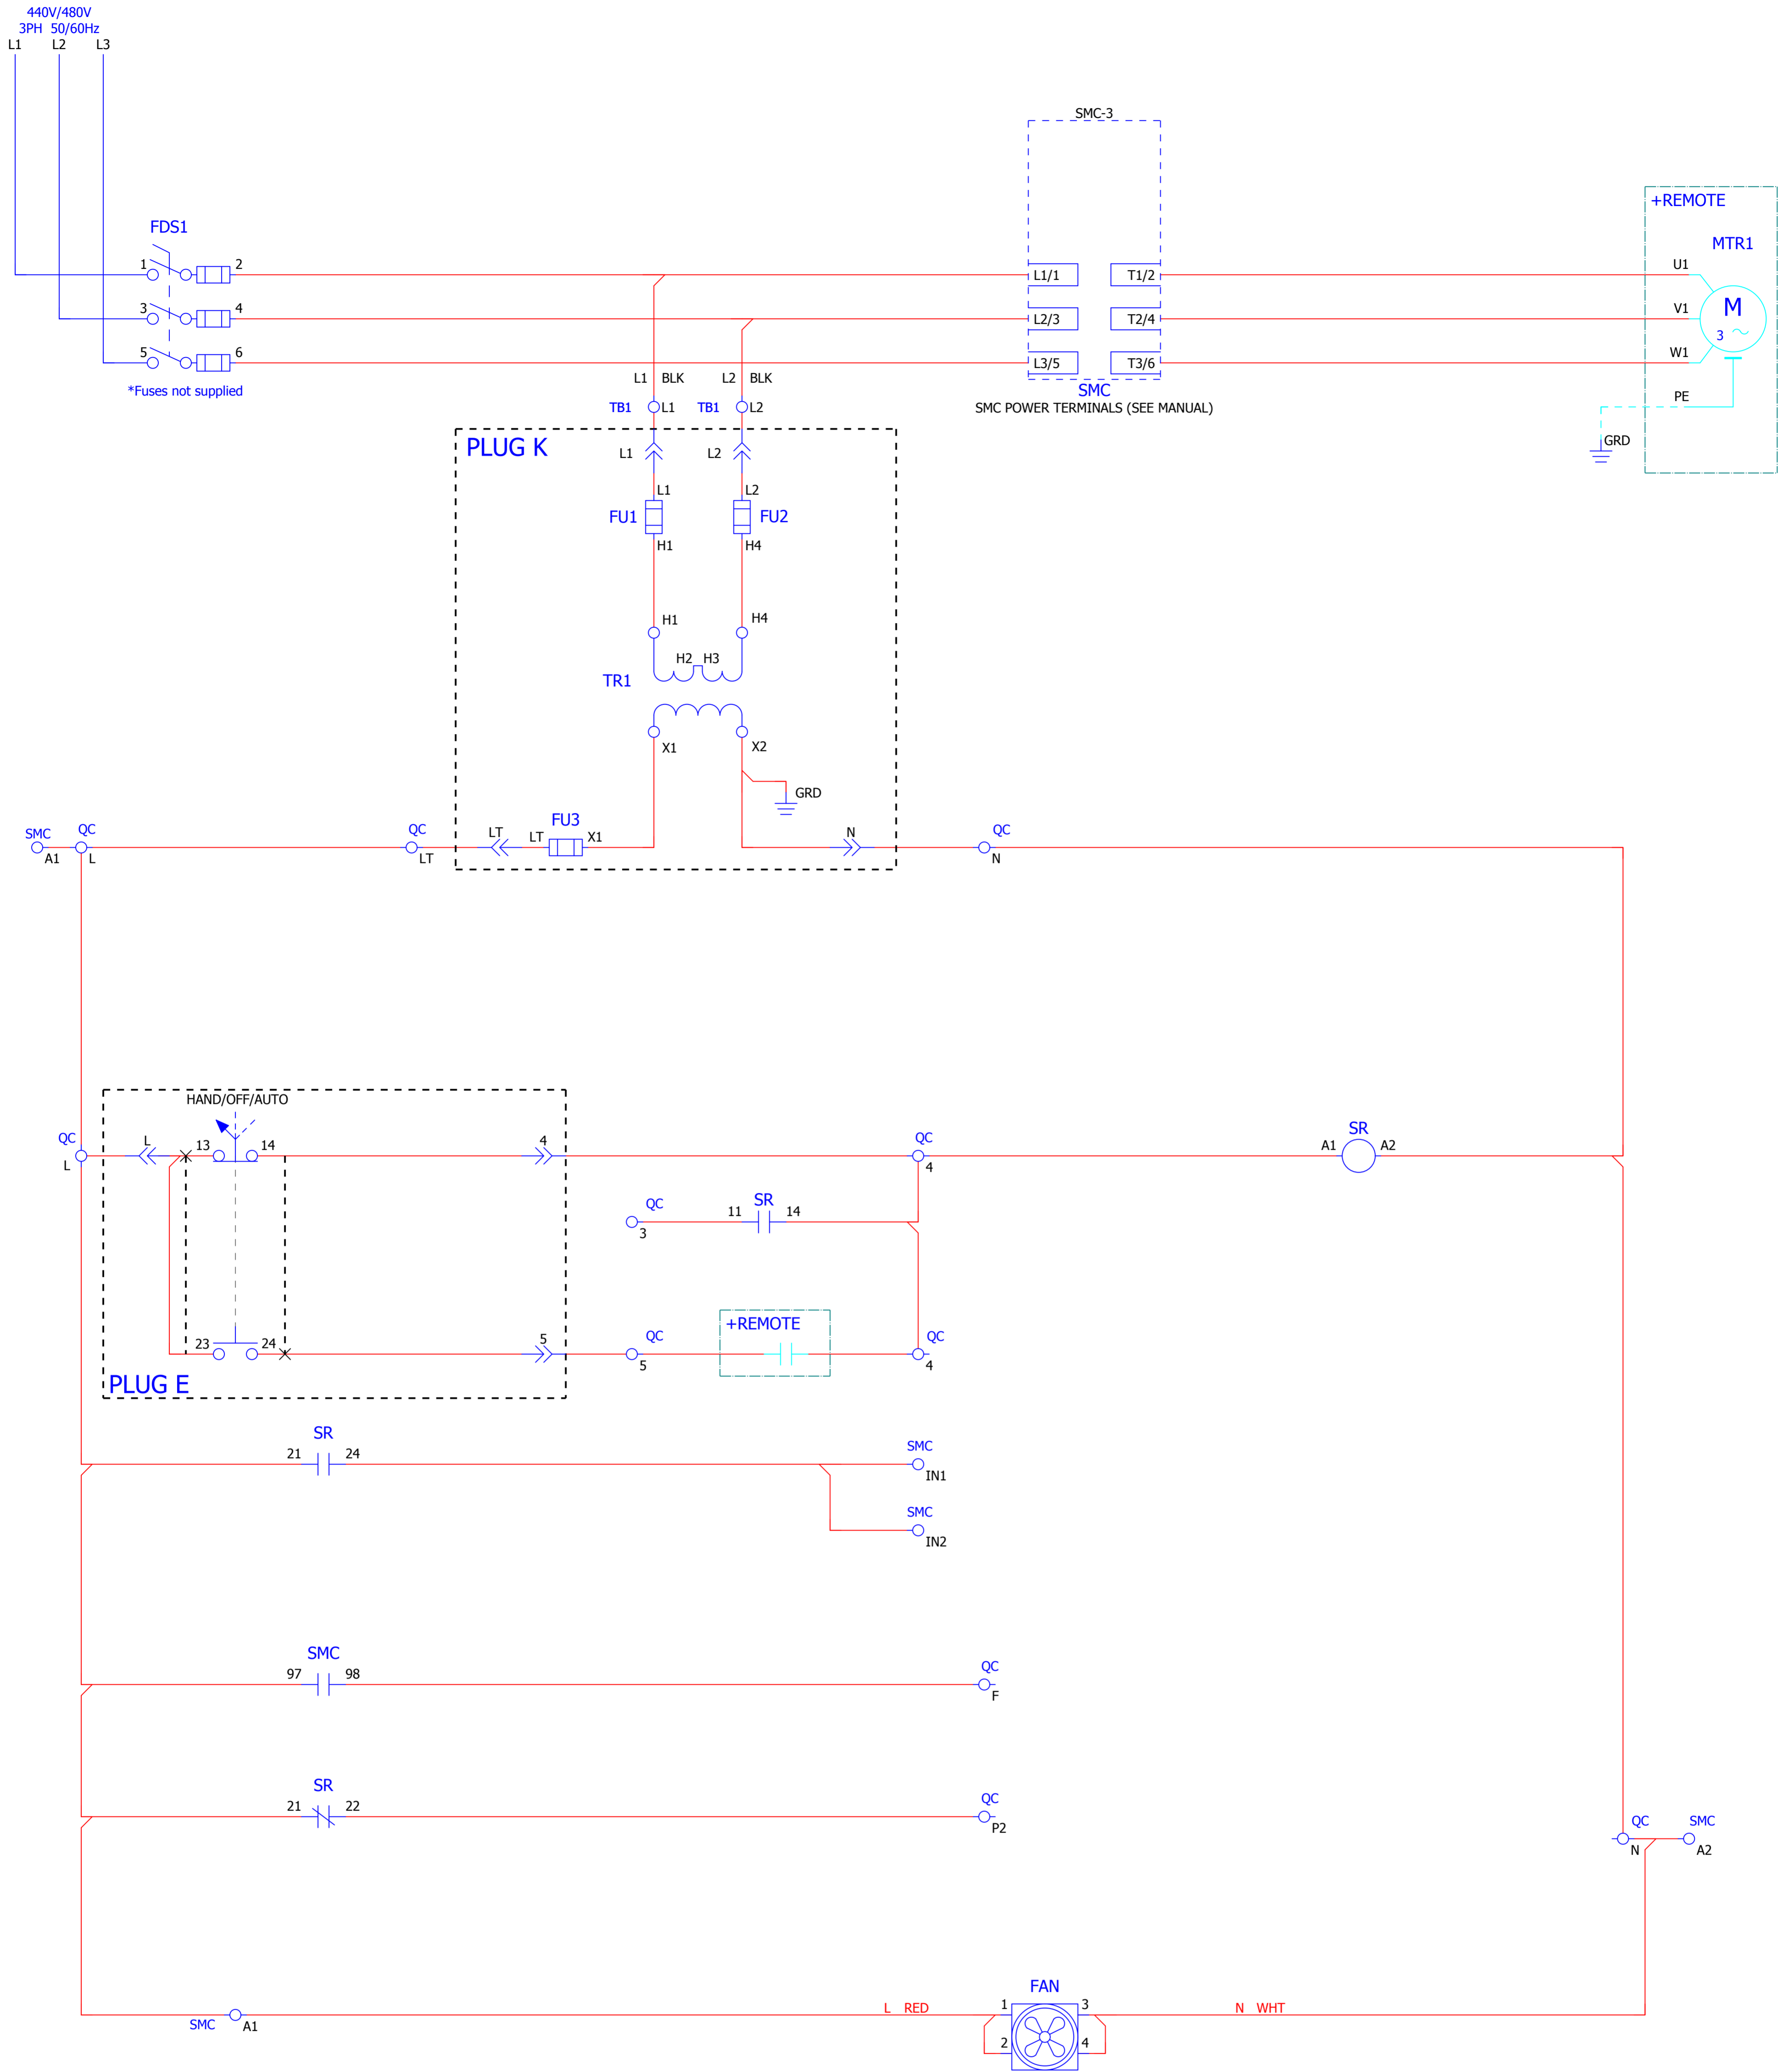 440V/480V
3PH 50/60Hz
L1 L2 L3
SMC-3
+REMOTE
MTR1
FDS1
1 2
L1/1 T1/2
U1
3 4
L2/3 T2/4
V1
M
3
5 6
L3/5 T3/6
W1
*Fuses not supplied
L1 BLK L2 BLK
SMC
PE
TB1 L1 TB1 L2
SMC POWER TERMINALS (SEE MANUAL)
GRD
PLUG K
L1 L2
L1 L2
FU1 FU2
H1 H4
H1 H4
H2 H3
TR1
X1 X2
GRD
SMC QC QC LT FU3 N QC
LT X1
A1 L LT N
HAND/OFF/AUTO
QC L 13 14 4 QC SR
A1 A2
L 4
QC 11 SR 14
3
+REMOTE
23 24 5 QC QC
5 4
PLUG E
SR
21 24
SMC
IN1
SMC
IN2
SMC
97 98
QC
F
SR
21 22
QC
P2
QC SMC
N A2
FAN
L RED 1 3 N WHT
SMC A1
2 4